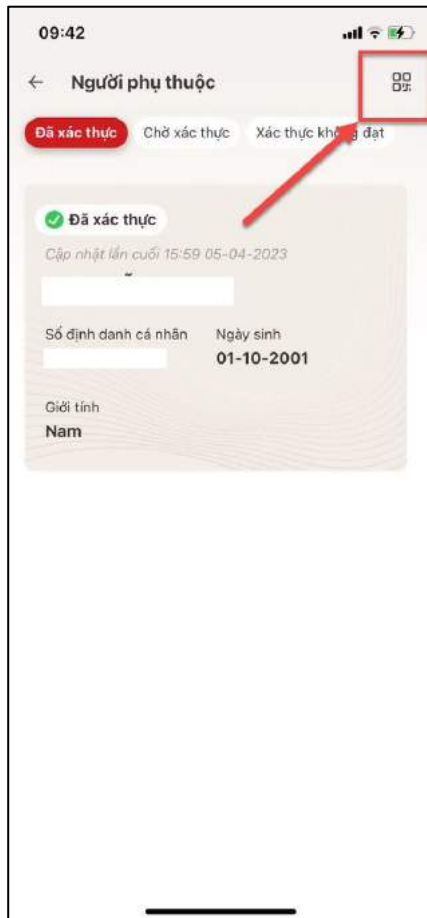 09:42
Người phụ thuộc
Đã xác thực Chờ xác thực Xác thực không đạt
Đã xác thực
Cập nhật lần cuối 15:59 05-04-2023
Số định danh cá nhân Ngày sinh
01-10-2001
Giới tính
Nam